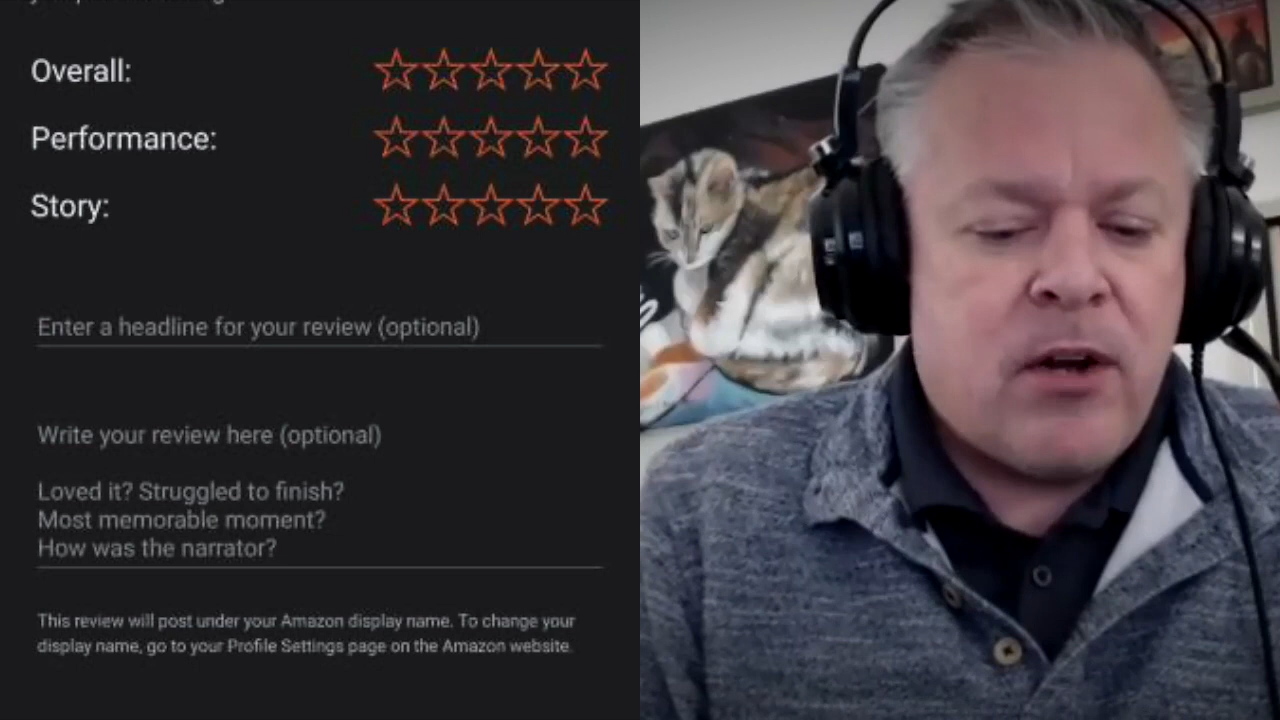 Overall:
Performance:
Story:
Enter a headline for your review (optional)
Write your review here (optional)
Loved it? Struggled to finish?
Most memorable moment?
How was the narrator?
This review will post under your Amazon display name. To change your
display name, go to your Profile Settings page on the Amazon website.